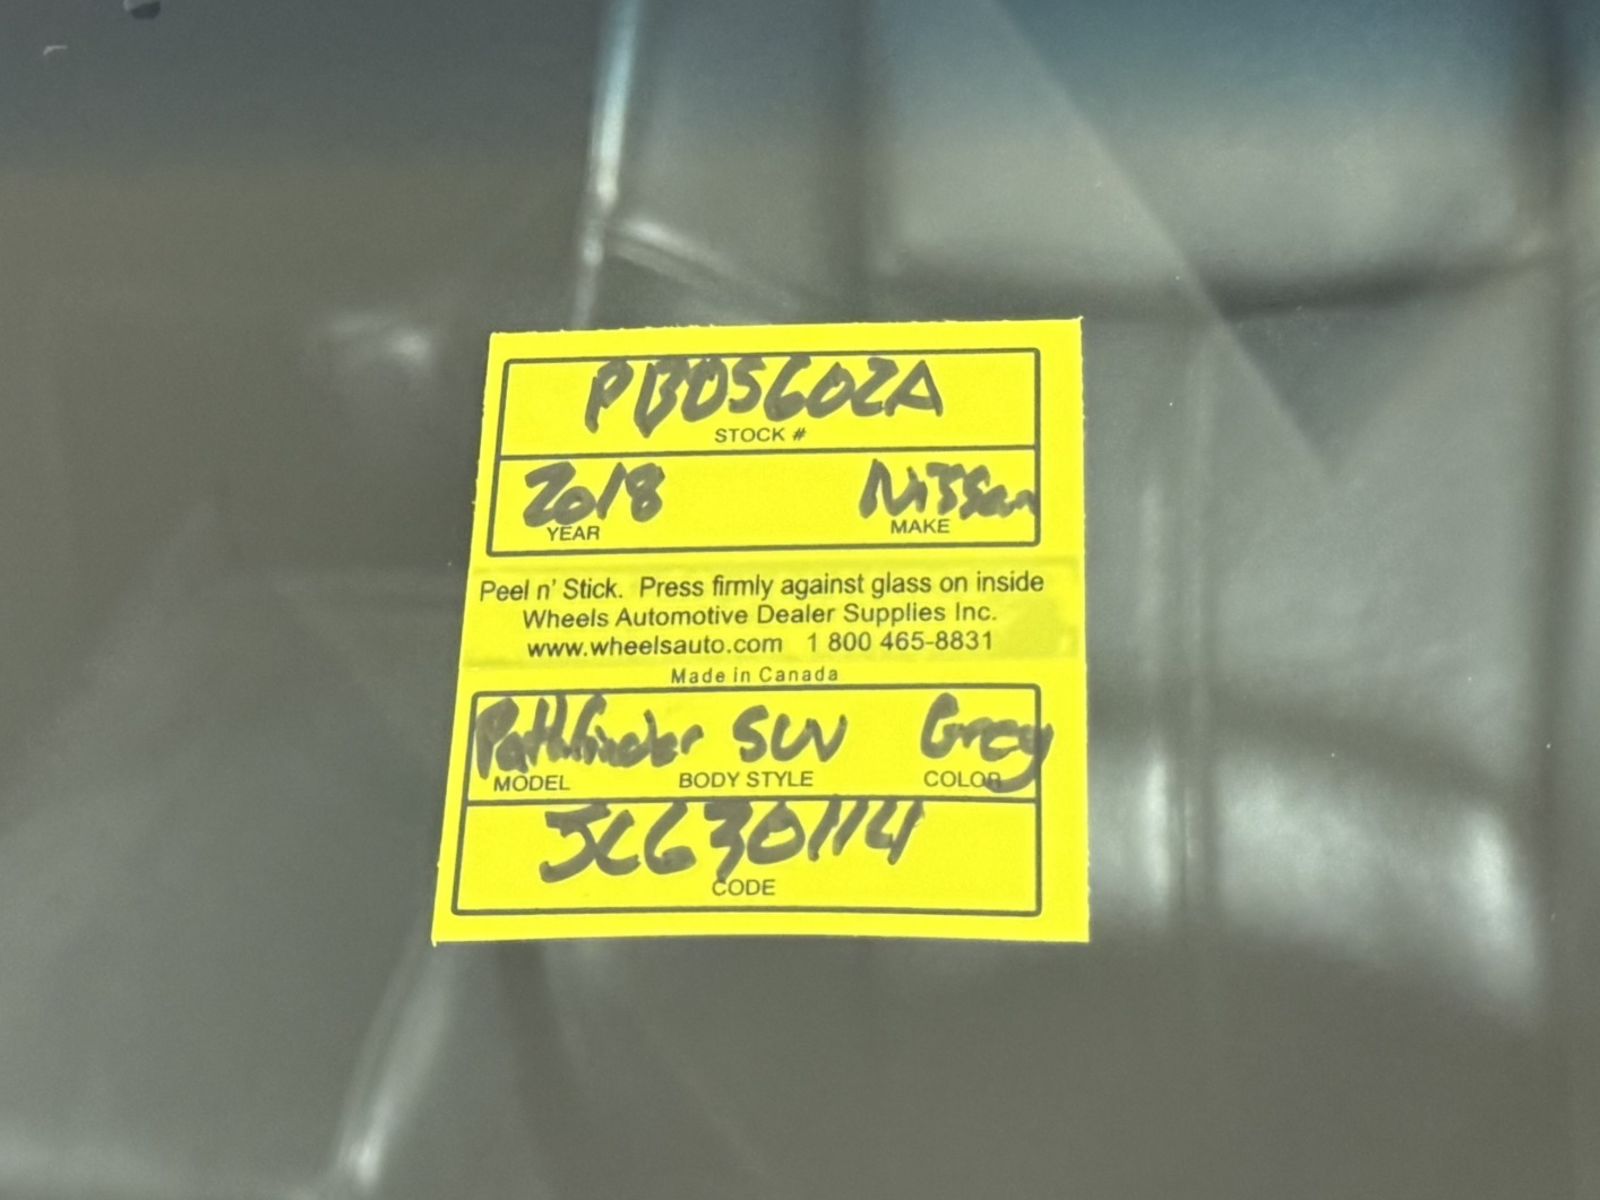 PB05602A
STOCK #
2018 Nissan
YEAR MAKE
Peel n' Stick. Press firmly against glass on inside
Wheels Automotive Dealer Supplies Inc.
www.wheelsauto.com 1 800 465-8831
Made in Canada
Pathfinder SUV Grey
MODEL BODY STYLE COLOR
JC630114
CODE